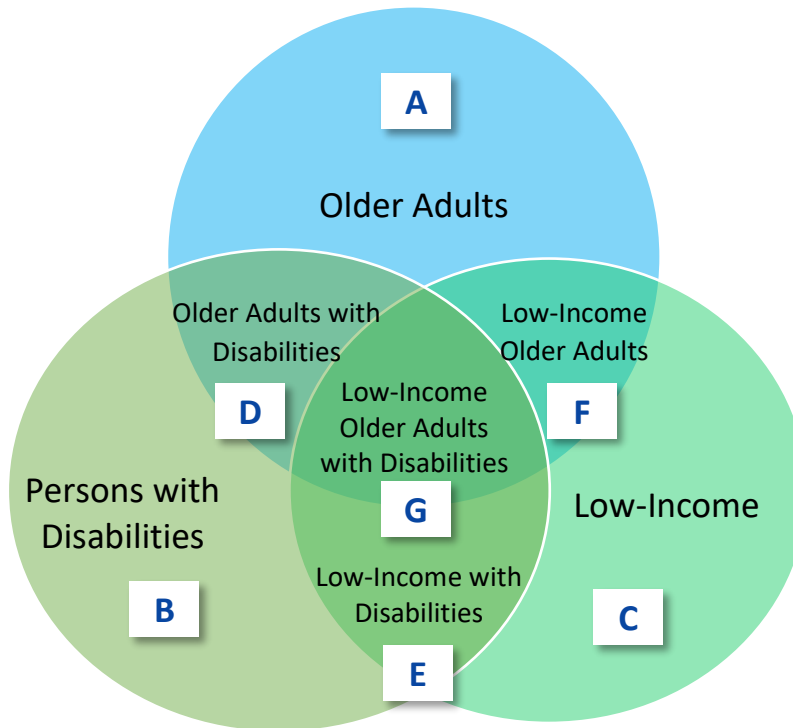 A
Older Adults
Older Adults with
Disabilities
Low-Income
Older Adults
D
Low-Income
Older Adults
with Disabilities
F
Persons with
Disabilities
G
Low-Income
Low-Income with
Disabilities
B
C
E